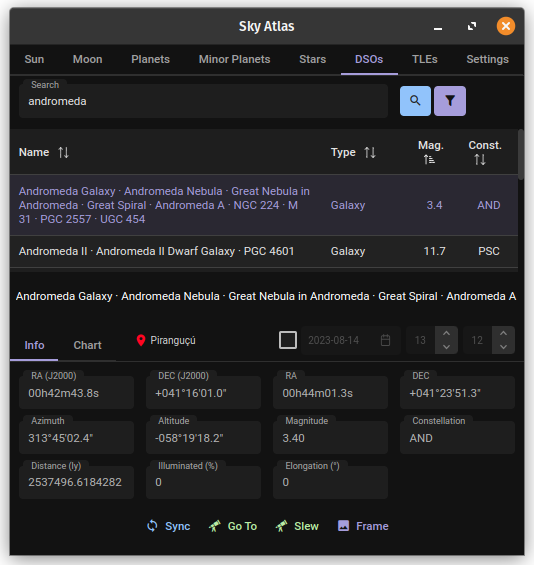 Sky Atlas
Sun Moon Planets Minor Planets Stars DSOs TLEs Settings
Search
andromeda
Name Type Mag. Const.
Andromeda Galaxy · Andromeda Nebula · Great Nebula in
Andromeda · Great Spiral · Andromeda A · NGC 224 · M
31 · PGC 2557 · UGC 454
Galaxy 3.4 AND
Andromeda II · Andromeda II Dwarf Galaxy · PGC 4601 Galaxy 11.7 PSC
Andromeda Galaxy · Andromeda Nebula · Great Nebula in Andromeda · Great Spiral · Andromeda A
Info Chart Piranguçú 2023-08-14 13 12
RA (J2000) DEC (J2000) RA DEC
00h42m43.8s +041°16'01.0" 00h44m01.3s +041°23'51.3"
Azimuth Altitude Magnitude Constellation
313°45'02.4" -058°19'18.2" 3.40 AND
Distance (ly) Illuminated (%) Elongation (°)
2537496.6184282 0 0
Sync Go To Slew Frame